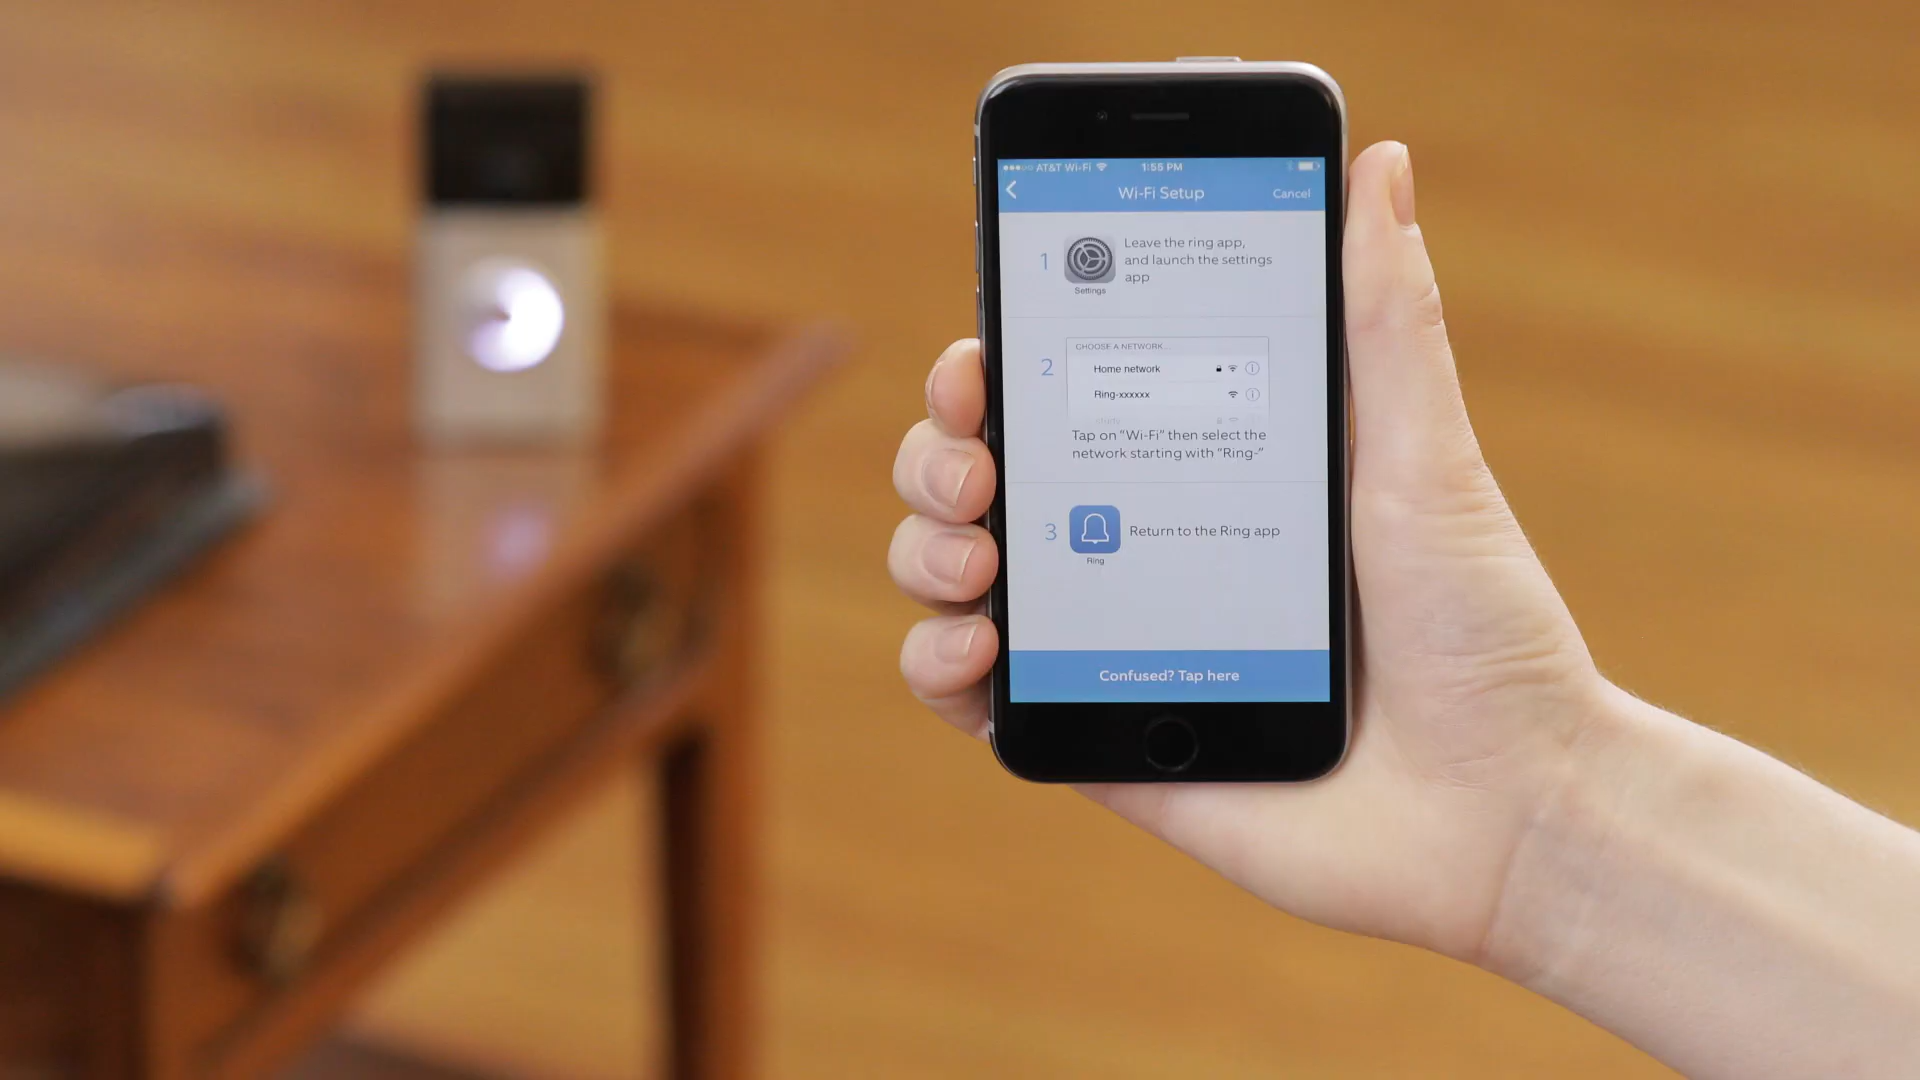 AT&T Wi-Fi 1:55 PM
Wi-Fi Setup Cancel
1 Leave the ring app,
and launch the settings
app
Settings
2 CHOOSE A NETWORK...
Home network
Ring-xxxxxx
Tap on "Wi-Fi" then select the
network starting with "Ring-"
3 Return to the Ring app
Ring
Confused? Tap here